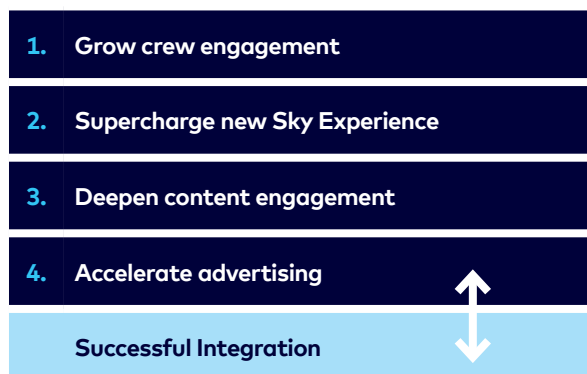 1. Grow crew engagement
2. Supercharge new Sky Experience
3. Deepen content engagement
4. Accelerate advertising
Successful Integration